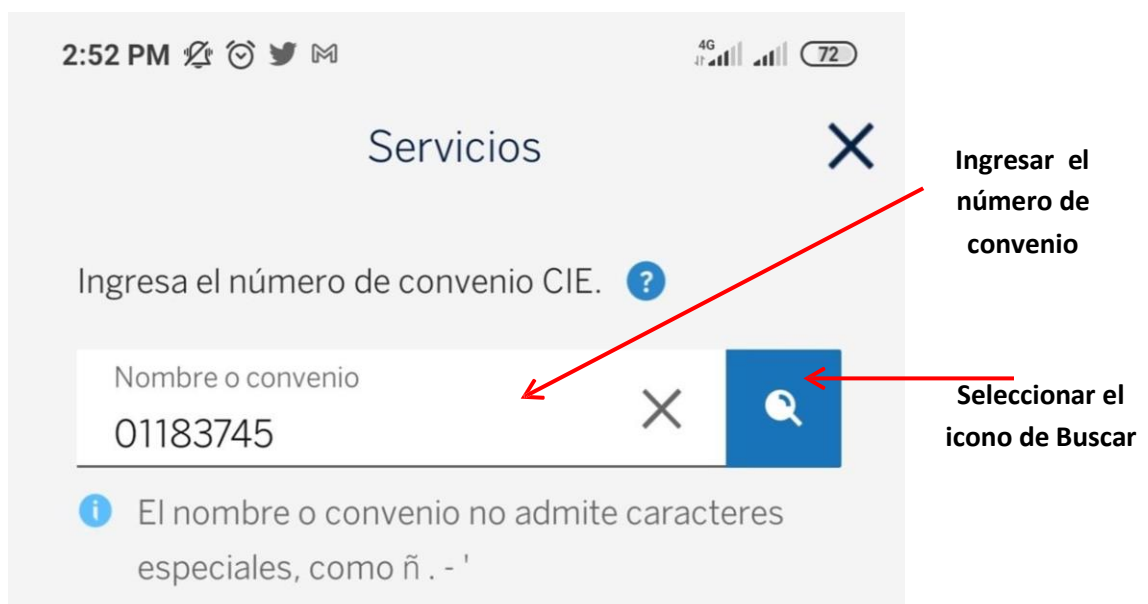 2:52 PM
4G
72
Servicios
Ingresar el
número de
convenio
Ingresa el número de convenio CIE. ?
Nombre o convenio
01183745
Seleccionar el
icono de Buscar
i El nombre o convenio no admite caracteres
especiales, como ñ . - '